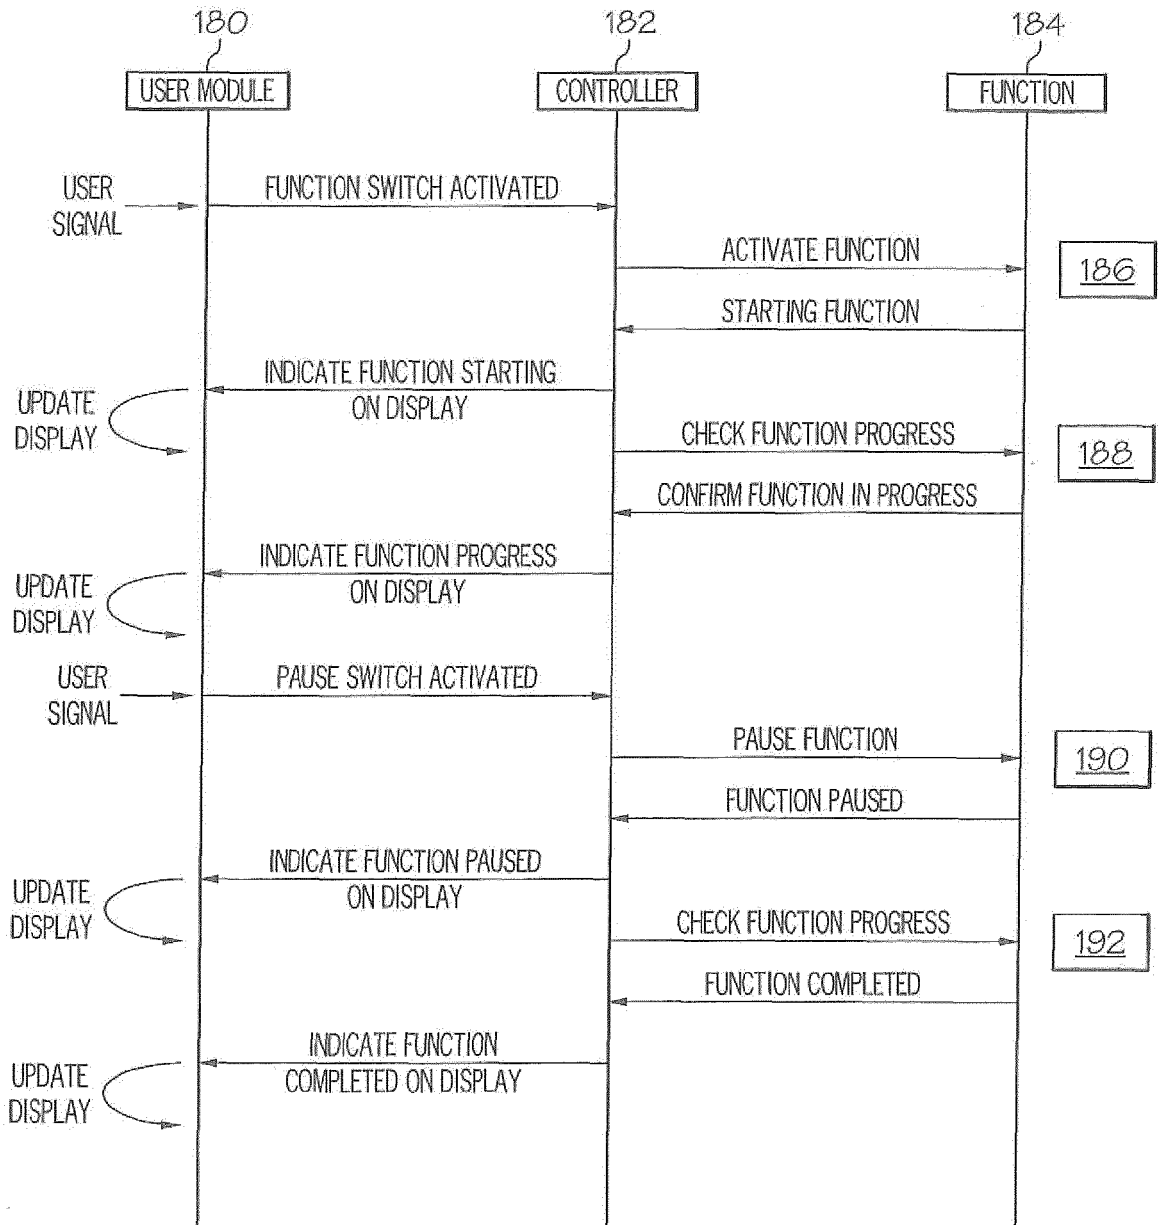 180
182
184
USER MODULE
CONTROLLER
FUNCTION
USER
SIGNAL
FUNCTION SWITCH ACTIVATED
ACTIVATE FUNCTION
186
STARTING FUNCTION
INDICATE FUNCTION STARTING
ON DISPLAY
UPDATE
DISPLAY
CHECK FUNCTION PROGRESS
188
CONFIRM FUNCTION IN PROGRESS
INDICATE FUNCTION PROGRESS
ON DISPLAY
UPDATE
DISPLAY
USER
SIGNAL
PAUSE SWITCH ACTIVATED
PAUSE FUNCTION
190
FUNCTION PAUSED
INDICATE FUNCTION PAUSED
ON DISPLAY
UPDATE
DISPLAY
CHECK FUNCTION PROGRESS
192
FUNCTION COMPLETED
INDICATE FUNCTION
COMPLETED ON DISPLAY
UPDATE
DISPLAY